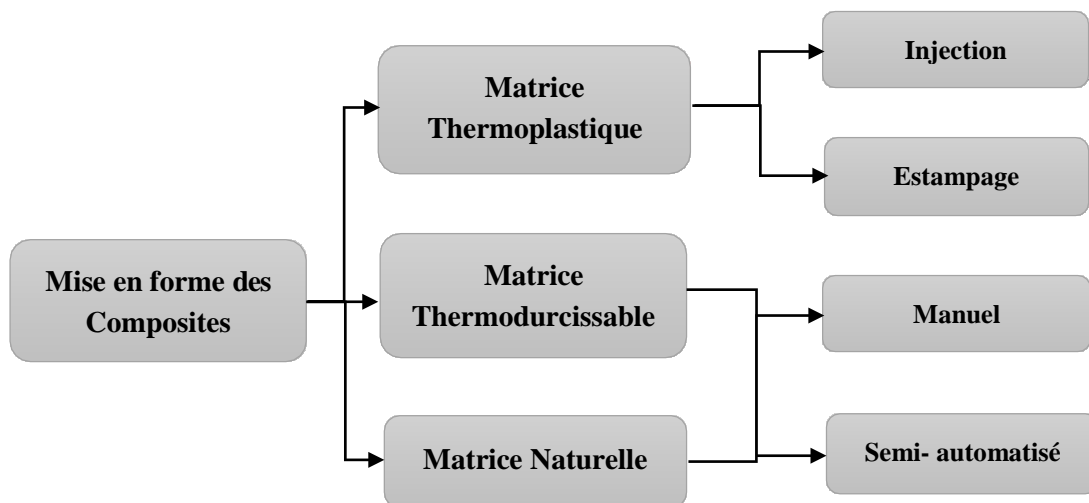 Mise en forme des
Composites
Matrice
Thermoplastique
Matrice
Thermodurcissable
Matrice Naturelle
Injection
Estampage
Manuel
Semi- automatisé